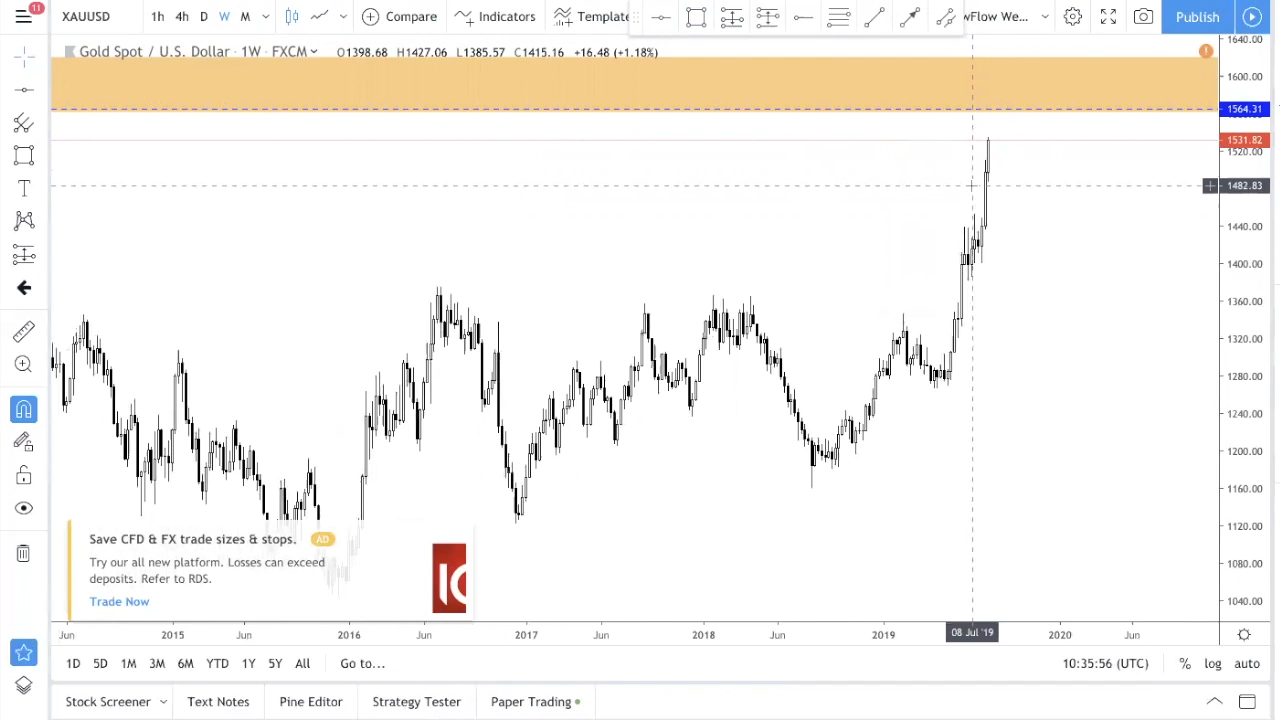 11
XAUUSD
1h 4h D W M
Compare
Indicators
Template
wFlow We...
Publish
Gold Spot / U.S. Dollar · 1W · FXCM
O1398.68 H1427.06 L1385.57 C1415.16 +16.48 (+1.18%)
1640.00
1600.00
1564.31
1531.82
1520.00
1482.83
1440.00
1400.00
1360.00
1320.00
1280.00
1240.00
1200.00
1160.00
1120.00
1080.00
1040.00
Save CFD & FX trade sizes & stops. AD
Try our all new platform. Losses can exceed
deposits. Refer to RDS.
Trade Now
IG
Jun 2015 Jun 2016 Jun 2017 Jun 2018 Jun 2019 08 Jul '19 2020 Jun
1D 5D 1M 3M 6M YTD 1Y 5Y All Go to...
10:35:56 (UTC) % log auto
Stock Screener Text Notes Pine Editor Strategy Tester Paper Trading